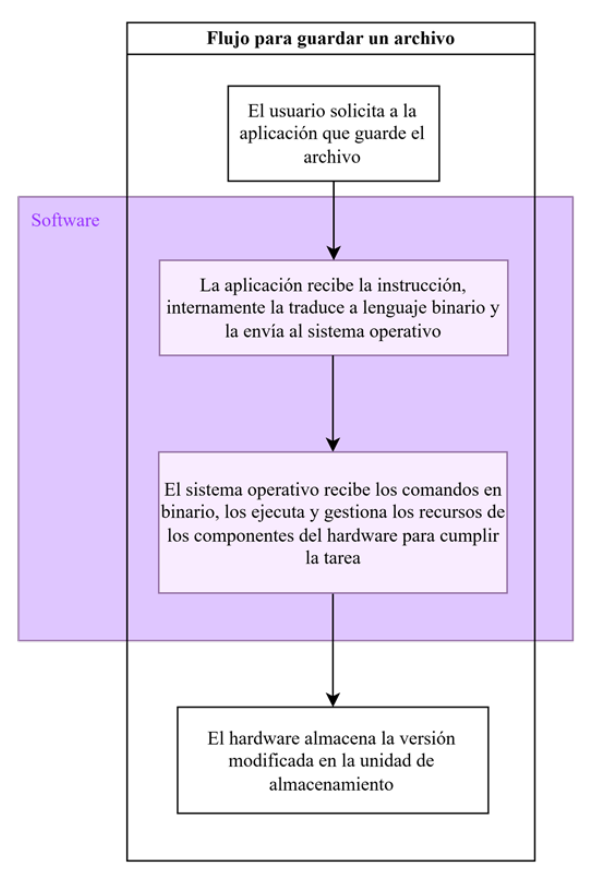 Flujo para guardar un archivo
El usuario solicita a la
aplicación que guarde el
archivo
Software
La aplicación recibe la instrucción,
internamente la traduce a lenguaje binario y
la envía al sistema operativo
El sistema operativo recibe los comandos en
binario, los ejecuta y gestiona los recursos de
los componentes del hardware para cumplir
la tarea
El hardware almacena la versión
modificada en la unidad de
almacenamiento